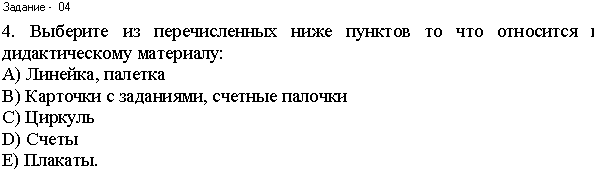 Задание - 04
4. Выберите из перечисленных ниже пунктов то что относится к
дидактическому материалу:
A) Линейка, палетка
B) Карточки с заданиями, счетные палочки
C) Циркуль
D) Счеты
E) Плакаты.